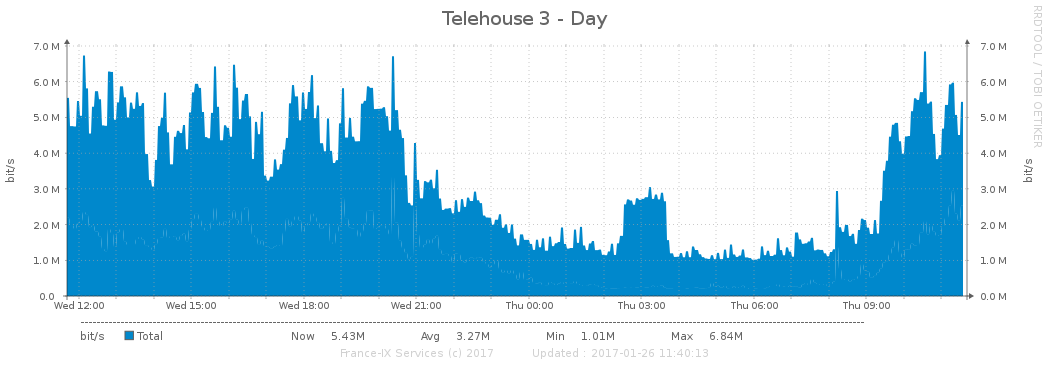 Telehouse 3 - Day
RRDTOOL / TOBI OETIKER
bit/s
7.0 M
6.0 M
5.0 M
4.0 M
3.0 M
2.0 M
1.0 M
0.0
7.0 M
6.0 M
5.0 M
4.0 M
3.0 M
2.0 M
1.0 M
0.0 M
bit/s
Wed 12:00 Wed 15:00 Wed 18:00 Wed 21:00 Thu 00:00 Thu 03:00 Thu 06:00 Thu 09:00
bit/s Total Now 5.43M Avg 3.27M Min 1.01M Max 6.84M
France-IX Services (c) 2017 Updated : 2017-01-26 11:40:13